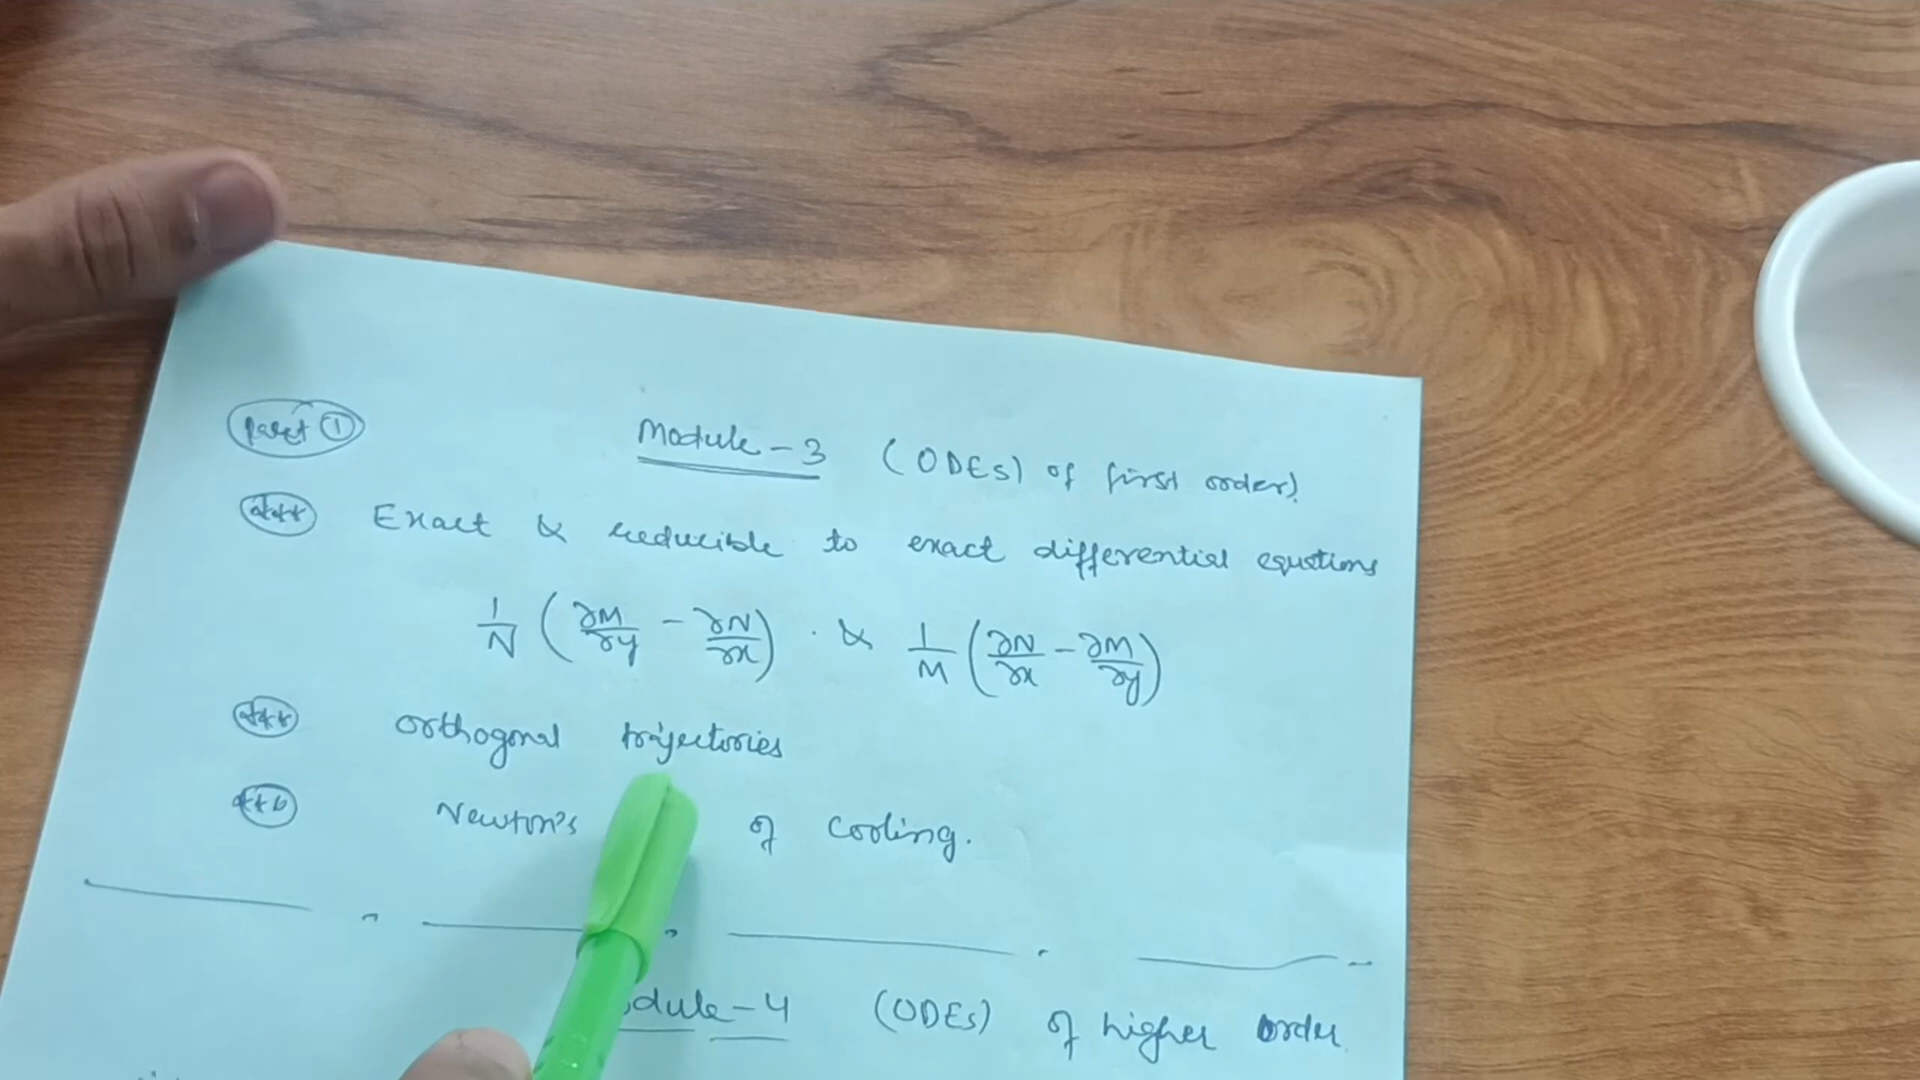 Part ① Module-3 (ODEs) of first order).
*** Exact & reducible to exact differential equations
1/N (∂M/∂y - ∂N/∂x) . & 1/M (∂N/∂x - ∂M/∂y)
*** orthogonal trajectories
*** Newton's of cooling.
odule-4 (ODEs) of higher order